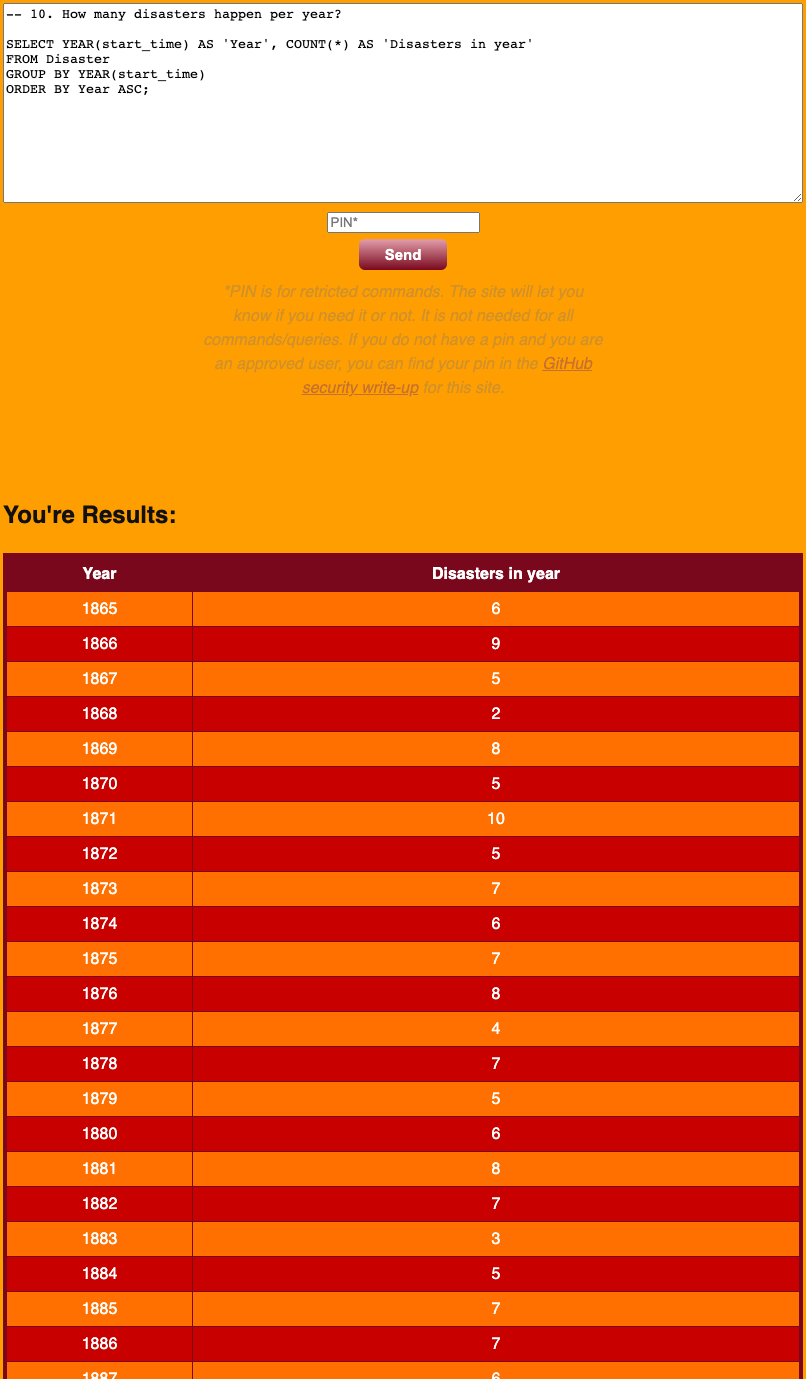 -- 10. How many disasters happen per year?
SELECT YEAR(start_time) AS 'Year', COUNT(*) AS 'Disasters in year'
FROM Disaster
GROUP BY YEAR(start_time)
ORDER BY Year ASC;
PIN*
Send
*PIN is for retricted commands. The site will let you
know if you need it or not. It is not needed for all
commands/queries. If you do not have a pin and you are
an approved user, you can find your pin in the GitHub
security write-up for this site.
You're Results:
Year Disasters in year
1865 6
1866 9
1867 5
1868 2
1869 8
1870 5
1871 10
1872 5
1873 7
1874 6
1875 7
1876 8
1877 4
1878 7
1879 5
1880 6
1881 8
1882 7
1883 3
1884 5
1885 7
1886 7
1887 6